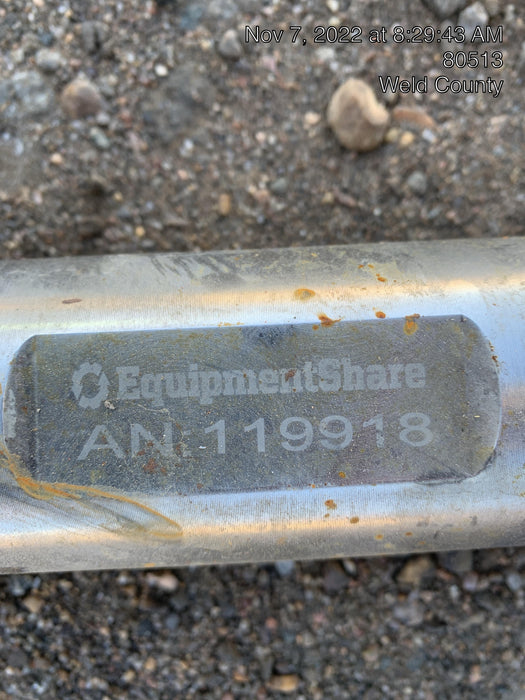 Nov 7, 2022 at 8:29:43 AM
80513
Weld County
EquipmentShare
AN: 119918